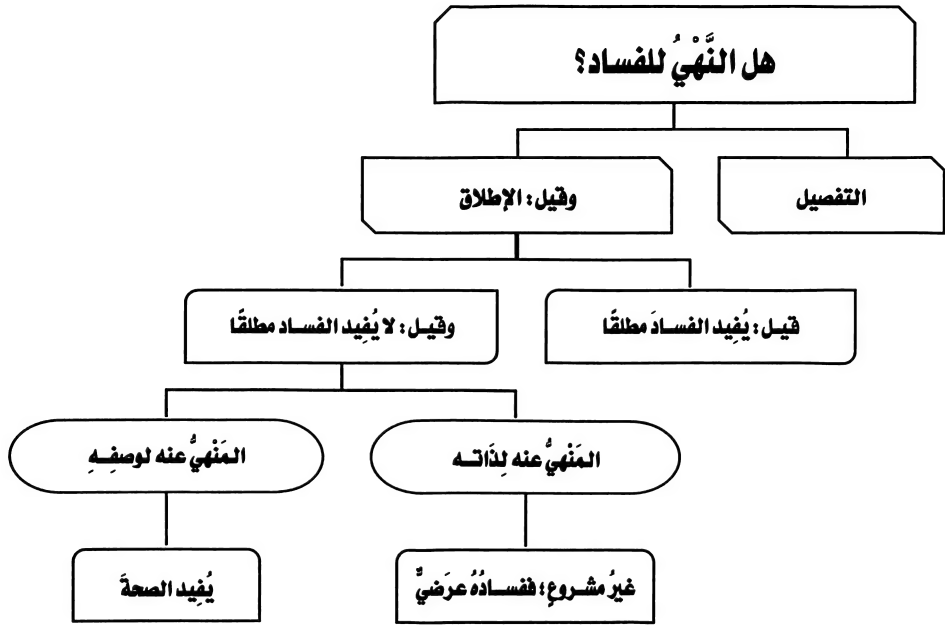 هل النَّهْيُ للفساد؟
التفصيل
وقيل: الإطلاق
قيل: يُفِيد الفسادَ مطلقًا
وقيل: لا يُفِيد الفساد مطلقًا
المَنْهيُّ عنه لِذَاته
المَنْهيُّ عنه لوصفِهِ
غيرُ مشروعٍ؛ ففسادُهُ عرَضيٌّ
يُفِيد الصحةَ